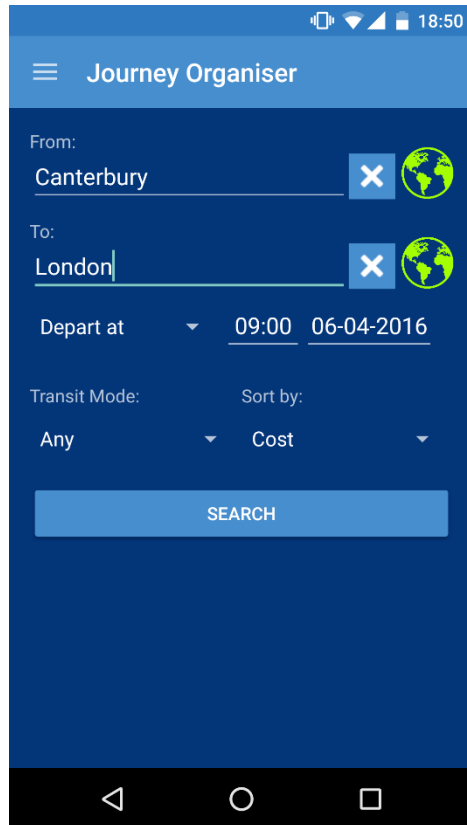 18:50
Journey Organiser
From:
Canterbury
To:
London
Depart at 09:00 06-04-2016
Transit Mode: Sort by:
Any Cost
SEARCH